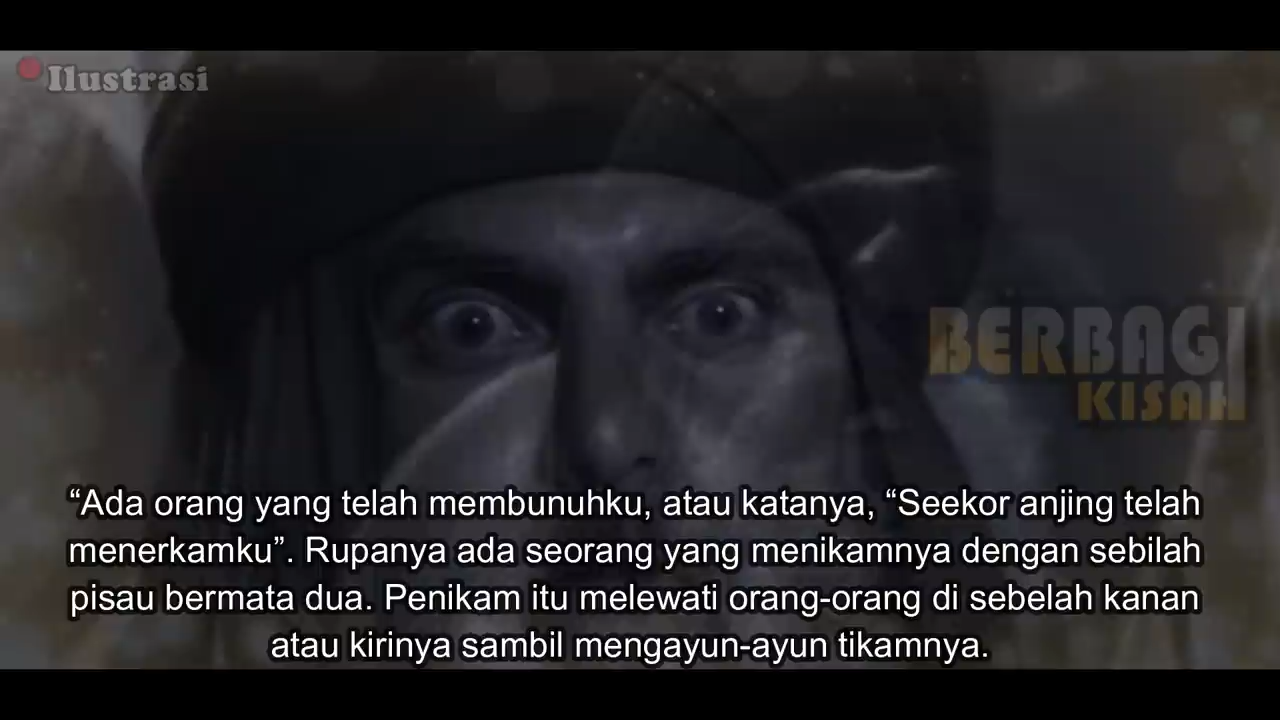 Ilustrasi
BERBAGI
KISAH
“Ada orang yang telah membunuhku, atau katanya, “Seekor anjing telah
menerkamku”. Rupanya ada seorang yang menikamnya dengan sebilah
pisau bermata dua. Penikam itu melewati orang-orang di sebelah kanan
atau kirinya sambil mengayun-ayun tikamnya.